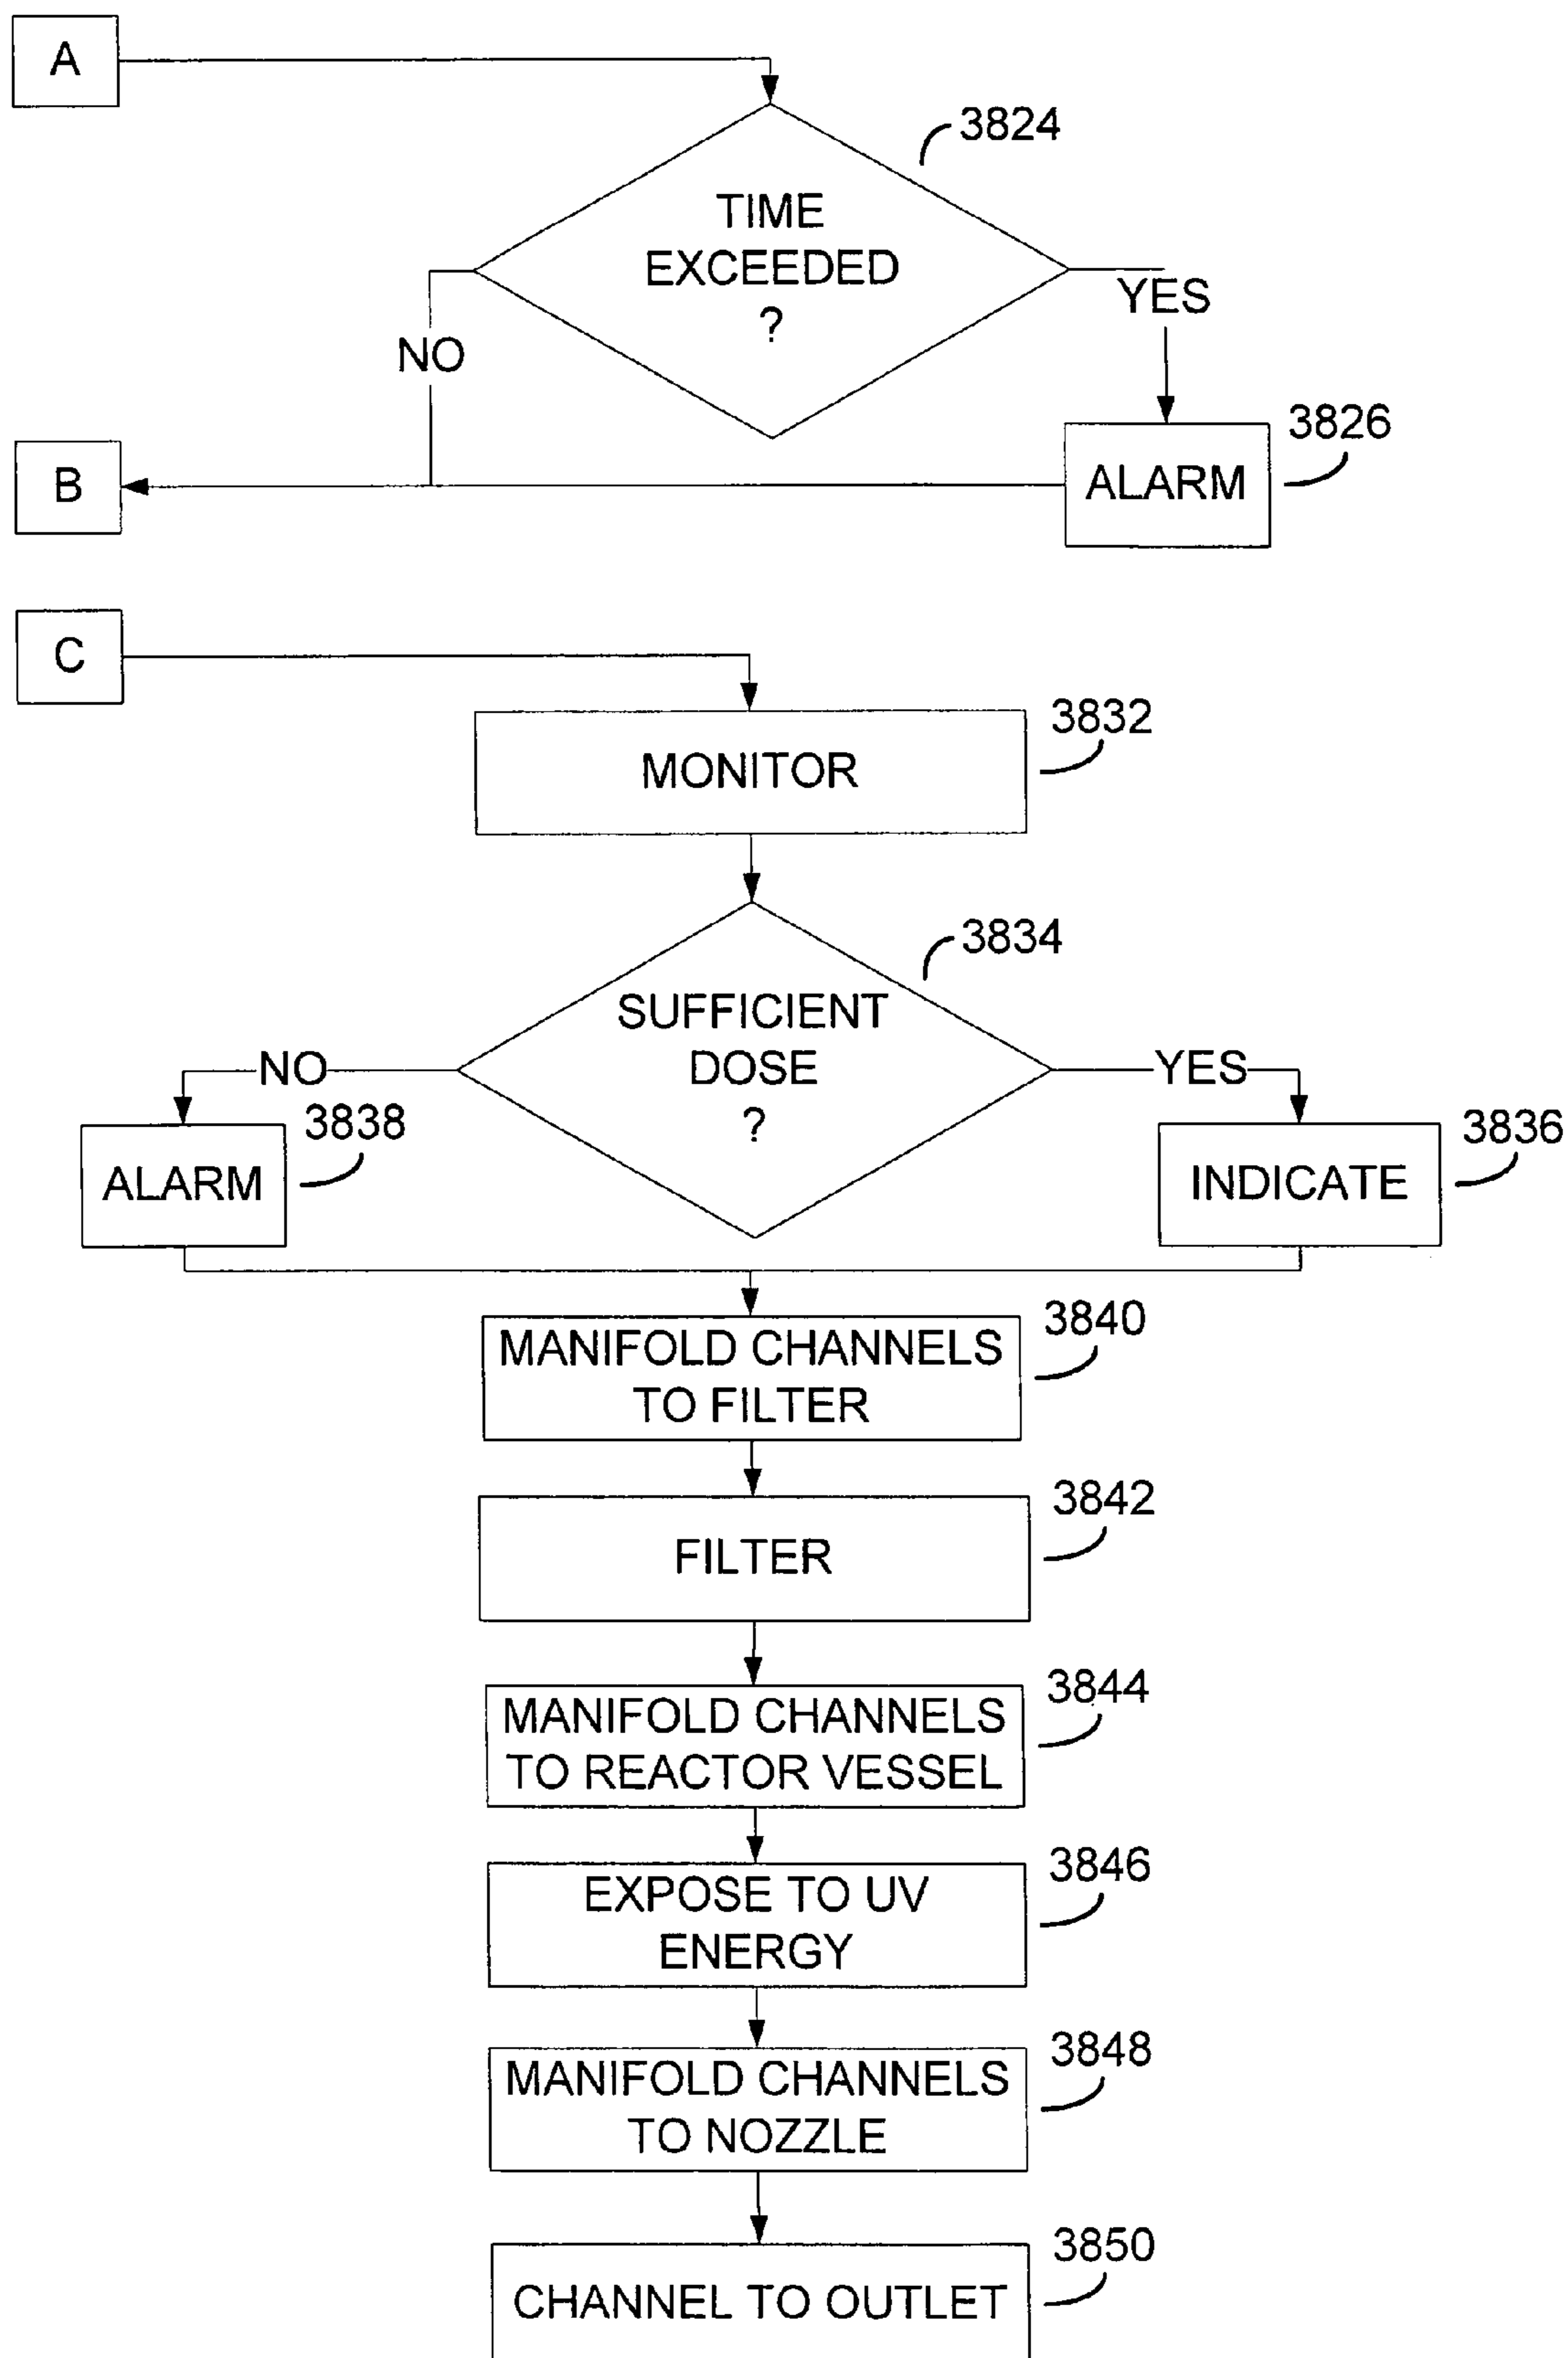 A
3824
TIME
EXCEEDED
?
YES
NO
3826
B
ALARM
C
3832
MONITOR
3834
SUFFICIENT
DOSE
?
NO
YES
3838
3836
ALARM
INDICATE
3840
MANIFOLD CHANNELS
TO FILTER
3842
FILTER
3844
MANIFOLD CHANNELS
TO REACTOR VESSEL
3846
EXPOSE TO UV
ENERGY
3848
MANIFOLD CHANNELS
TO NOZZLE
3850
CHANNEL TO OUTLET